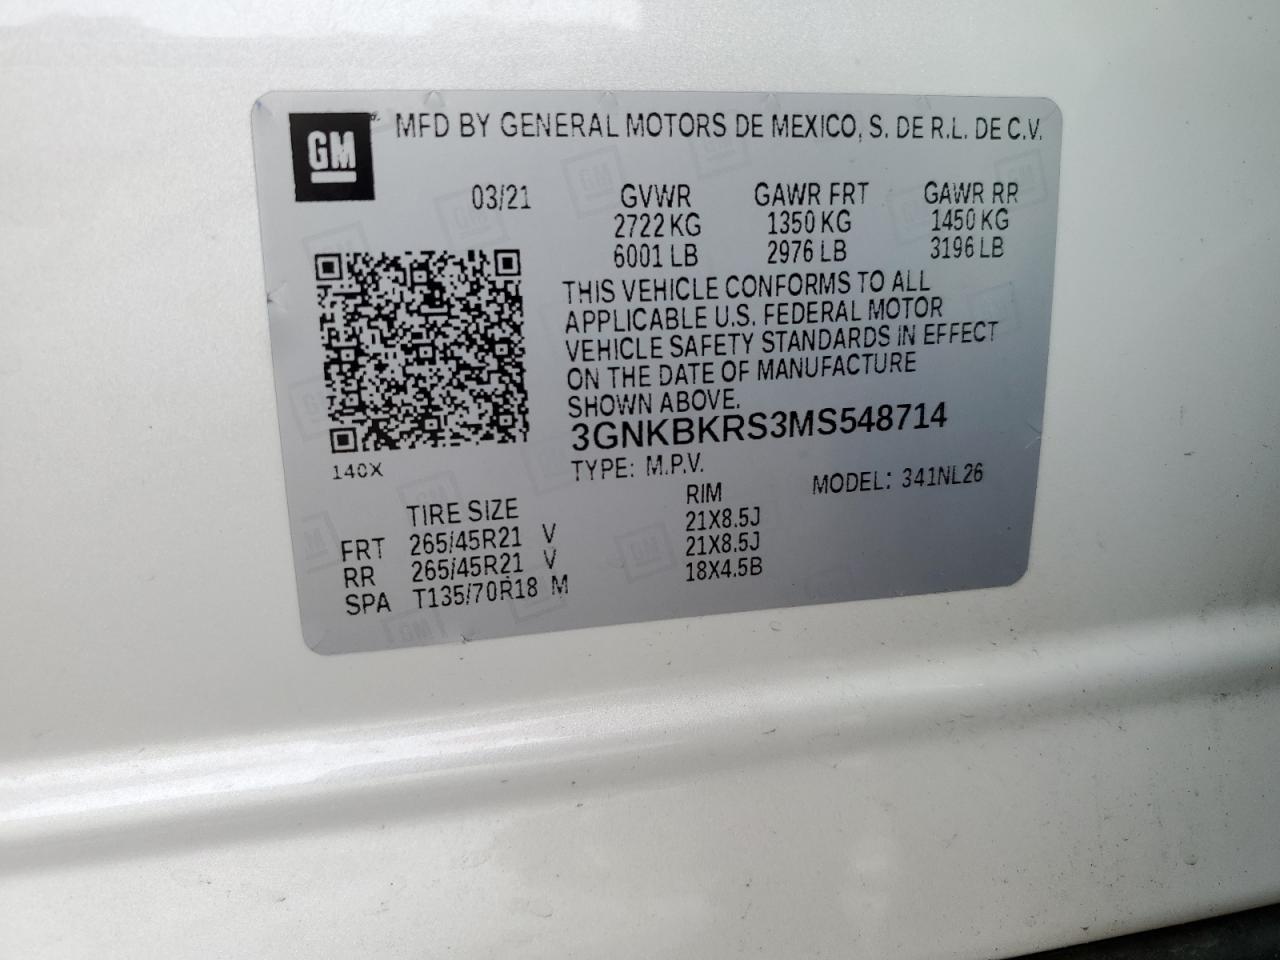 GM
MFD BY GENERAL MOTORS DE MEXICO, S. DE R.L. DE C.V.
03/21 GVWR GAWR FRT GAWR RR
2722 KG 1350 KG 1450 KG
6001 LB 2976 LB 3196 LB
THIS VEHICLE CONFORMS TO ALL
APPLICABLE U.S. FEDERAL MOTOR
VEHICLE SAFETY STANDARDS IN EFFECT
ON THE DATE OF MANUFACTURE
SHOWN ABOVE.
3GNKBKRS3MS548714
140X
TYPE: M.P.V. MODEL: 341NL26
TIRE SIZE RIM
FRT 265/45R21 V 21X8.5J
RR 265/45R21 V 21X8.5J
SPA T135/70R18 M 18X4.5B